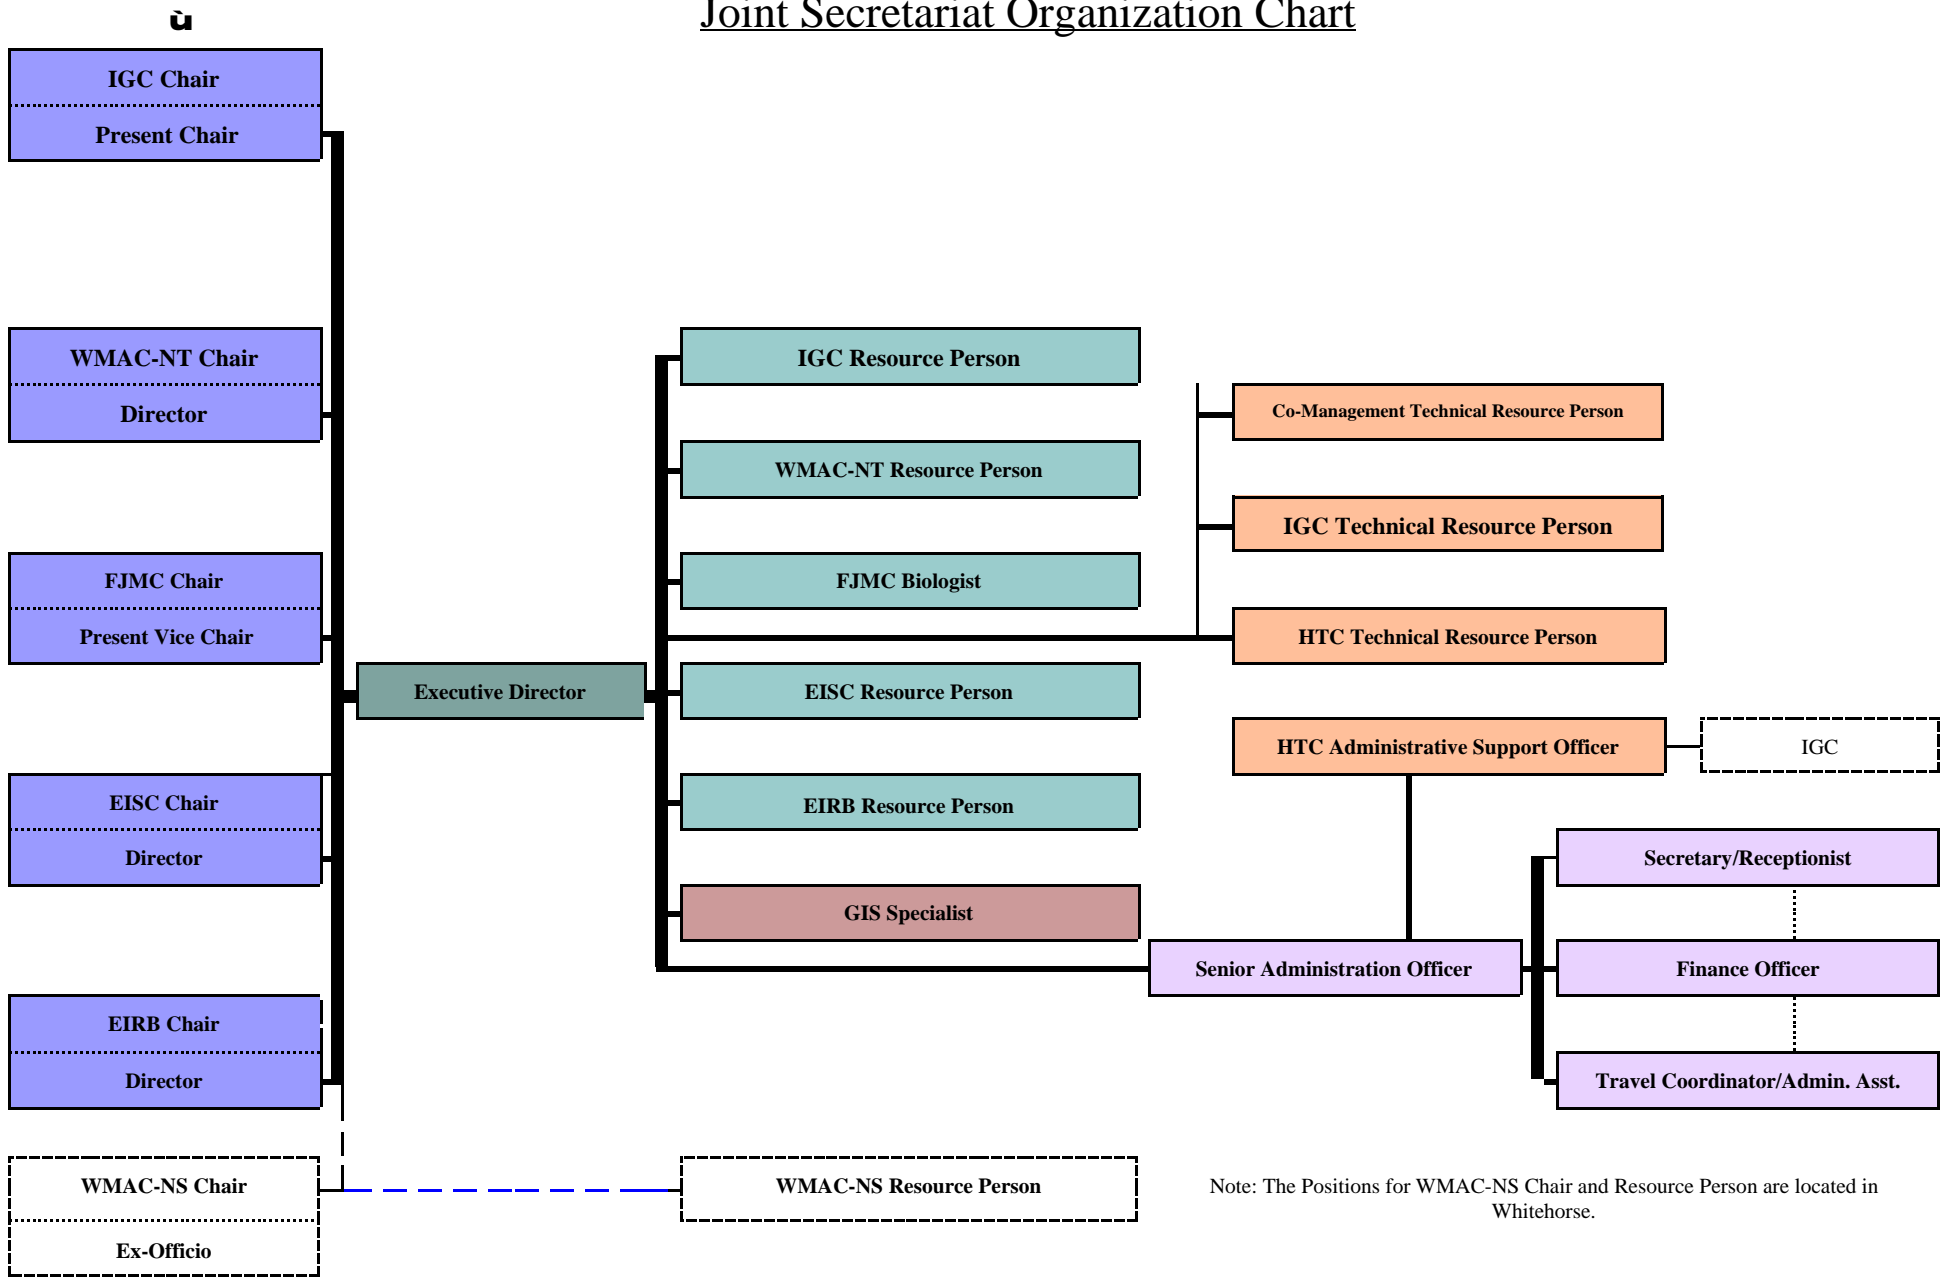 Joint Secretariat Organization Chart
ù
IGC Chair
Present Chair
WMAC-NT Chair
Director
FJMC Chair
Present Vice Chair
EISC Chair
Director
EIRB Chair
Director
WMAC-NS Chair
Ex-Officio
Executive Director
IGC Resource Person
WMAC-NT Resource Person
FJMC Biologist
EISC Resource Person
EIRB Resource Person
GIS Specialist
WMAC-NS Resource Person
Co-Management Technical Resource Person
IGC Technical Resource Person
HTC Technical Resource Person
HTC Administrative Support Officer
IGC
Senior Administration Officer
Secretary/Receptionist
Finance Officer
Travel Coordinator/Admin. Asst.
Note: The Positions for WMAC-NS Chair and Resource Person are located in
Whitehorse.